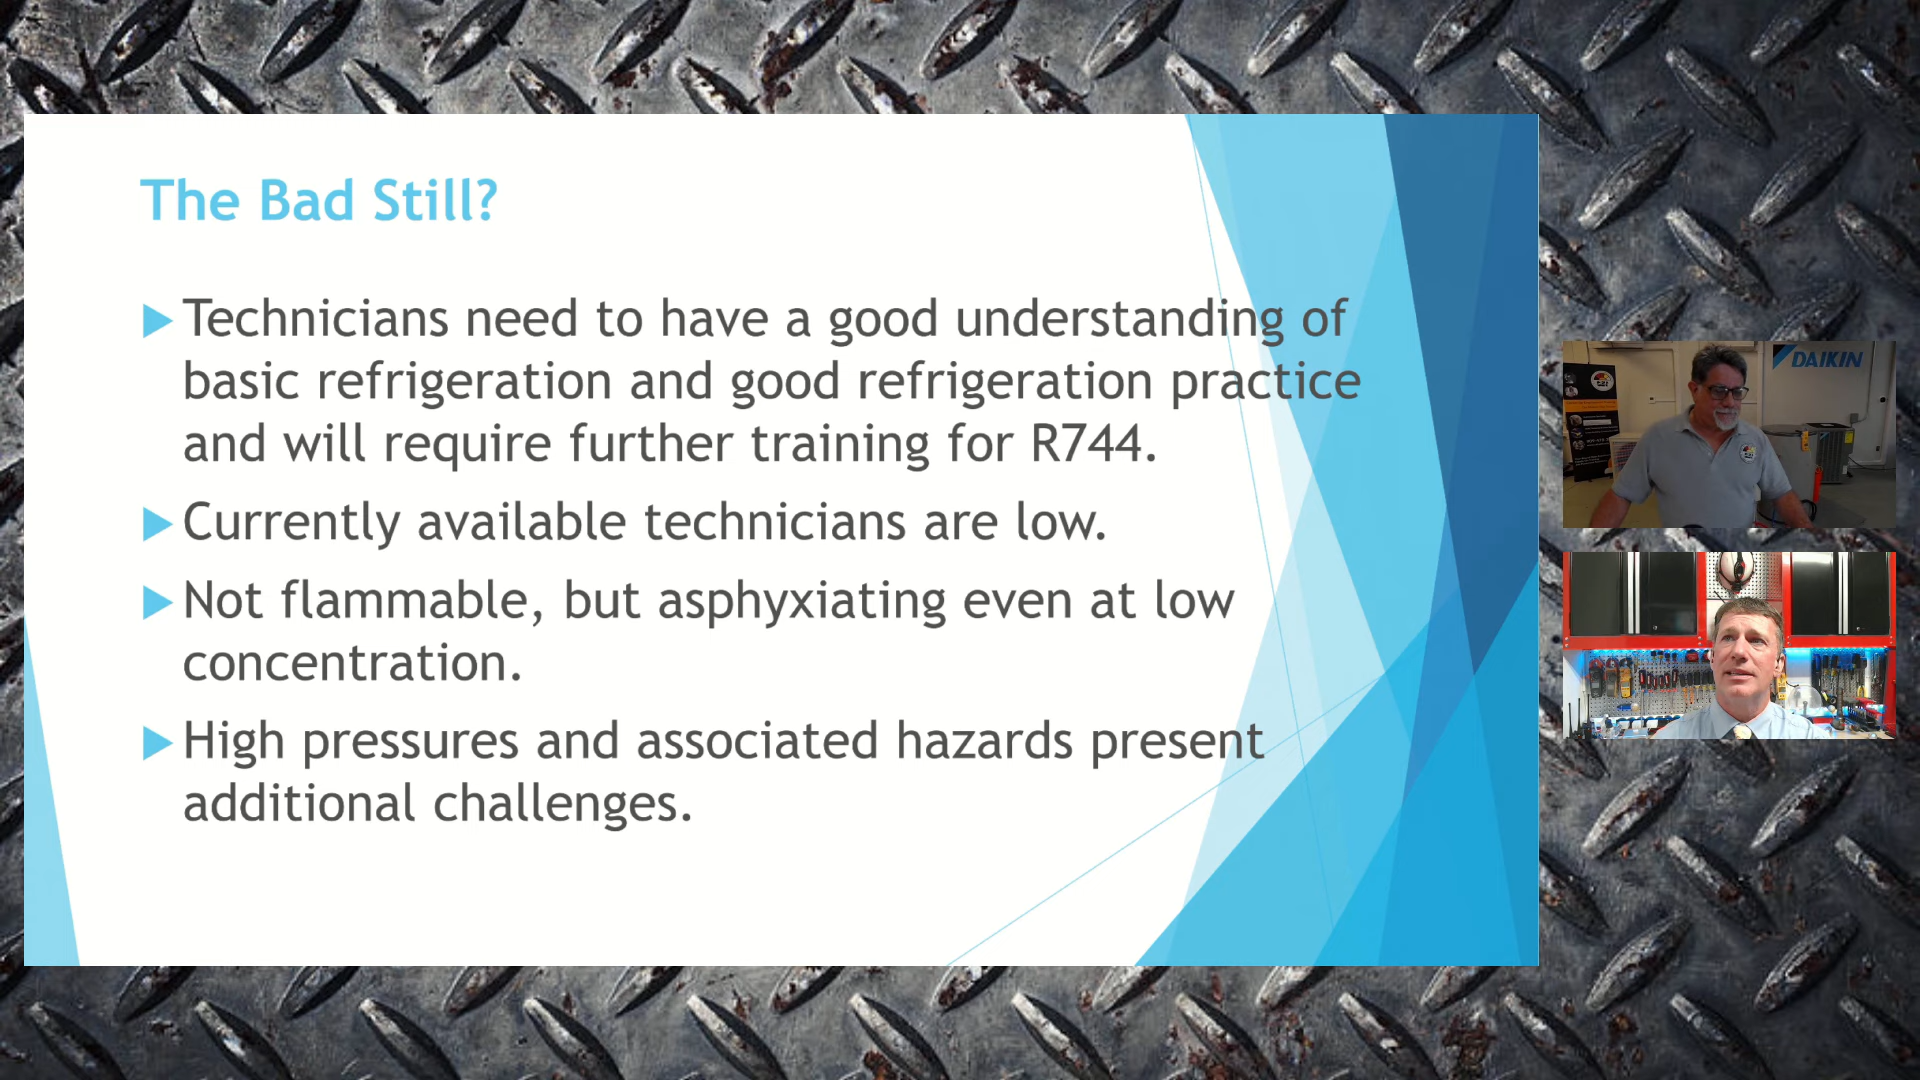 The Bad Still?
Technicians need to have a good understanding of
basic refrigeration and good refrigeration practice
and will require further training for R744.
Currently available technicians are low.
Not flammable, but asphyxiating even at low
concentration.
High pressures and associated hazards present
additional challenges.
DAIKIN